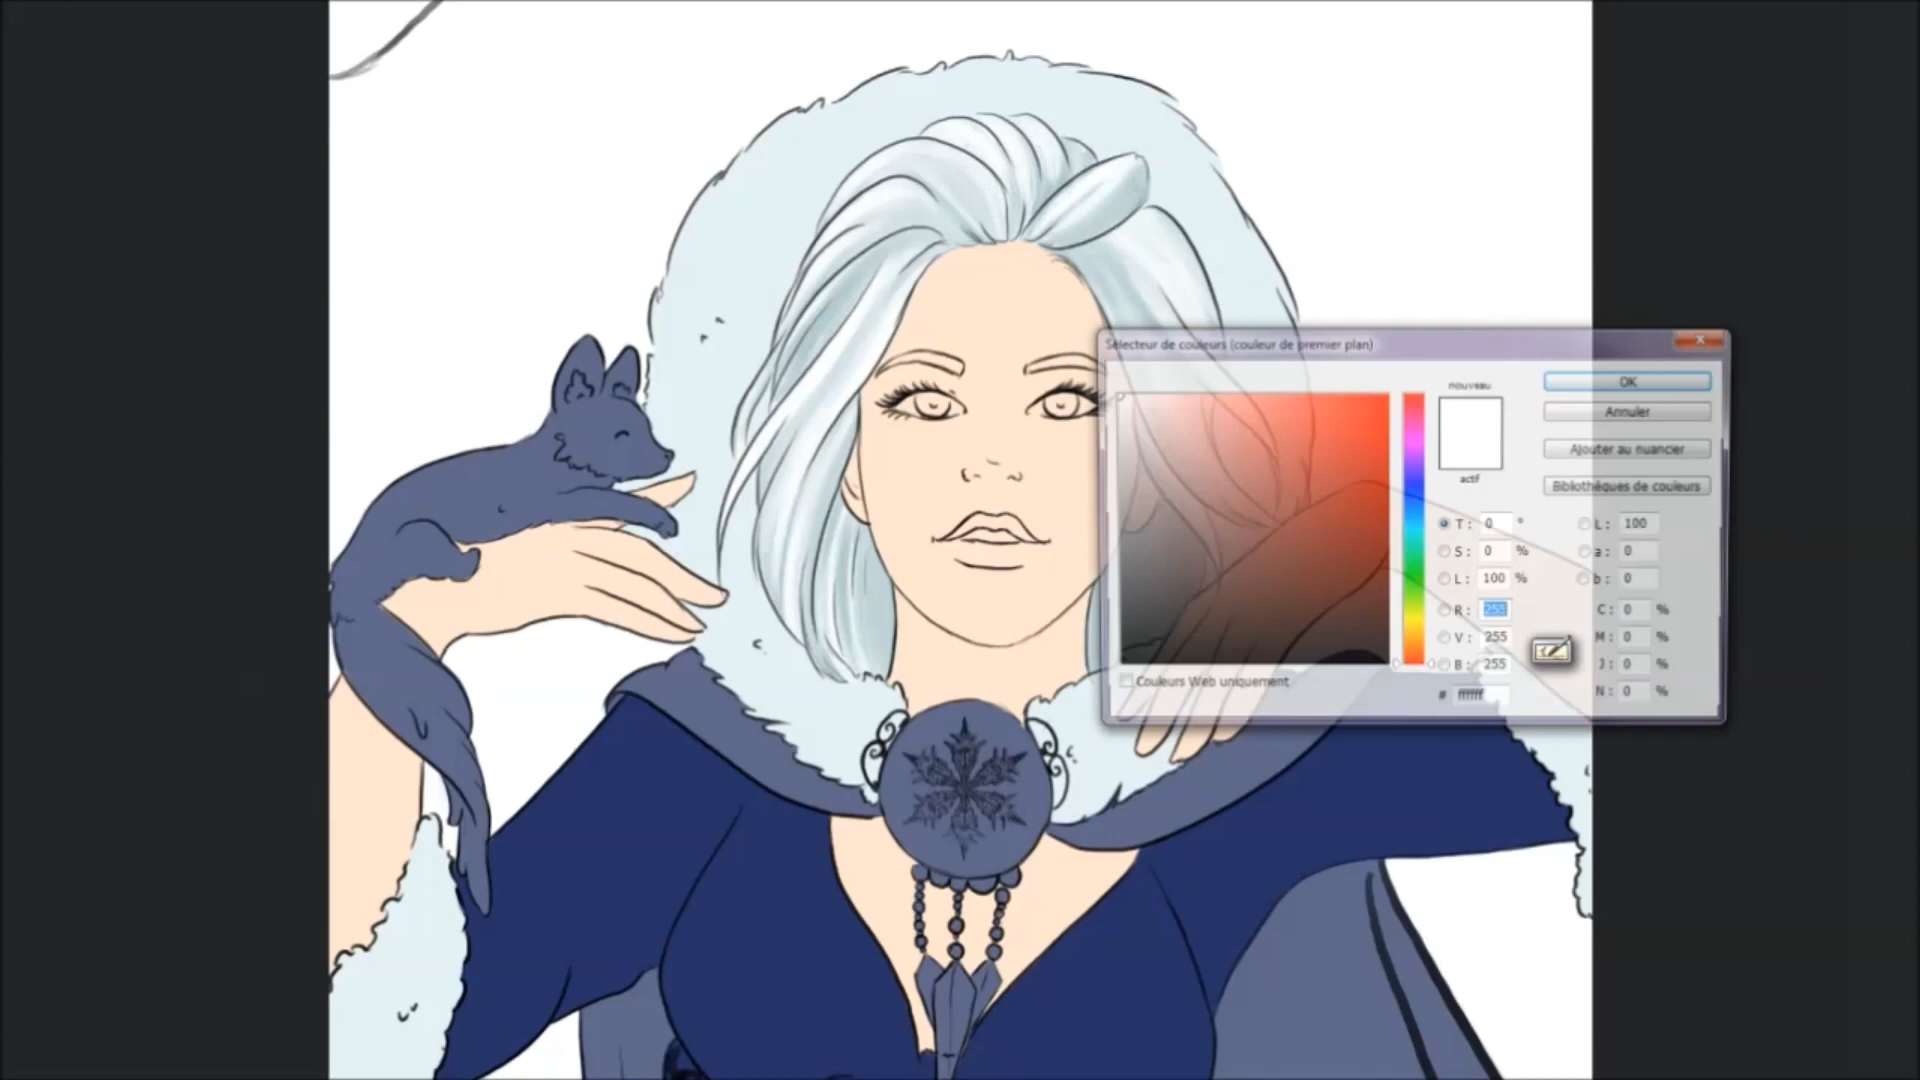 Sélecteur de couleurs (couleur de premier plan)
nouveau
OK
Annuler
Ajouter au nuancier
actif
Bibliothèques de couleurs
T : 0 ° L : 100
S : 0 % a : 0
L : 100 % b : 0
R : 255 C : 0 %
V : 255 M : 0 %
B : 255 J : 0 %
Couleurs Web uniquement
# ffffff N : 0 %